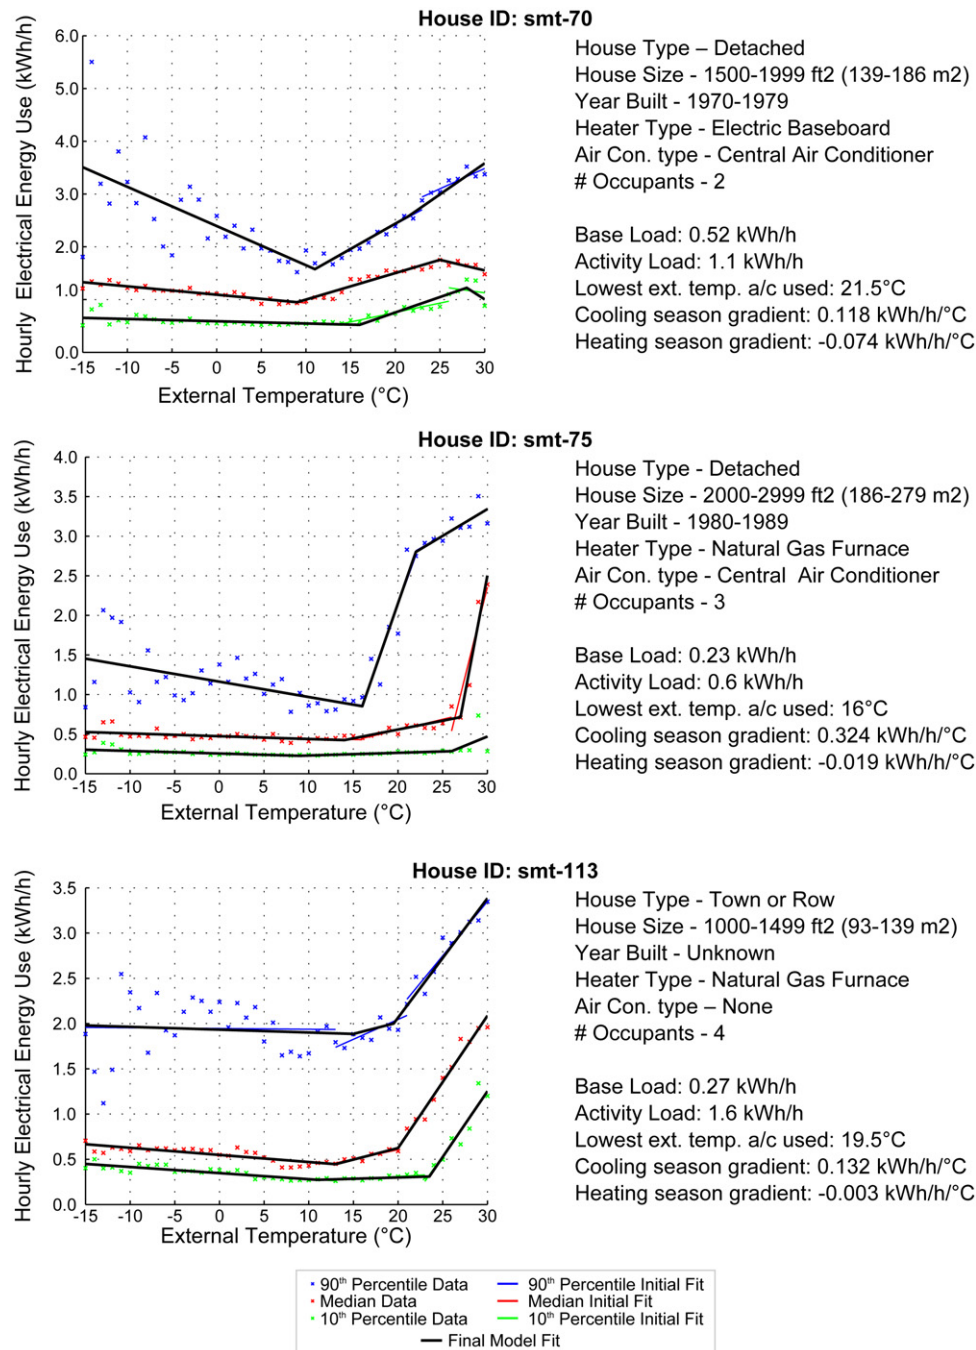 House ID: smt-70
Hourly Electrical Energy Use (kWh/h)
6.0
5.0
4.0
3.0
2.0
1.0
0.0
-15 -10 -5 0 5 10 15 20 25 30
External Temperature (°C)
House Type – Detached
House Size - 1500-1999 ft2 (139-186 m2)
Year Built - 1970-1979
Heater Type - Electric Baseboard
Air Con. type - Central Air Conditioner
# Occupants - 2
Base Load: 0.52 kWh/h
Activity Load: 1.1 kWh/h
Lowest ext. temp. a/c used: 21.5°C
Cooling season gradient: 0.118 kWh/h/°C
Heating season gradient: -0.074 kWh/h/°C
House ID: smt-75
Hourly Electrical Energy Use (kWh/h)
4.0
3.5
3.0
2.5
2.0
1.5
1.0
0.5
0.0
-15 -10 -5 0 5 10 15 20 25 30
External Temperature (°C)
House Type - Detached
House Size - 2000-2999 ft2 (186-279 m2)
Year Built - 1980-1989
Heater Type - Natural Gas Furnace
Air Con. type - Central Air Conditioner
# Occupants - 3
Base Load: 0.23 kWh/h
Activity Load: 0.6 kWh/h
Lowest ext. temp. a/c used: 16°C
Cooling season gradient: 0.324 kWh/h/°C
Heating season gradient: -0.019 kWh/h/°C
House ID: smt-113
Hourly Electrical Energy Use (kWh/h)
3.5
3.0
2.5
2.0
1.5
1.0
0.5
0.0
-15 -10 -5 0 5 10 15 20 25 30
External Temperature (°C)
House Type - Town or Row
House Size - 1000-1499 ft2 (93-139 m2)
Year Built - Unknown
Heater Type - Natural Gas Furnace
Air Con. type – None
# Occupants - 4
Base Load: 0.27 kWh/h
Activity Load: 1.6 kWh/h
Lowest ext. temp. a/c used: 19.5°C
Cooling season gradient: 0.132 kWh/h/°C
Heating season gradient: -0.003 kWh/h/°C
90th Percentile Data 90th Percentile Initial Fit
Median Data Median Initial Fit
10th Percentile Data 10th Percentile Initial Fit
Final Model Fit